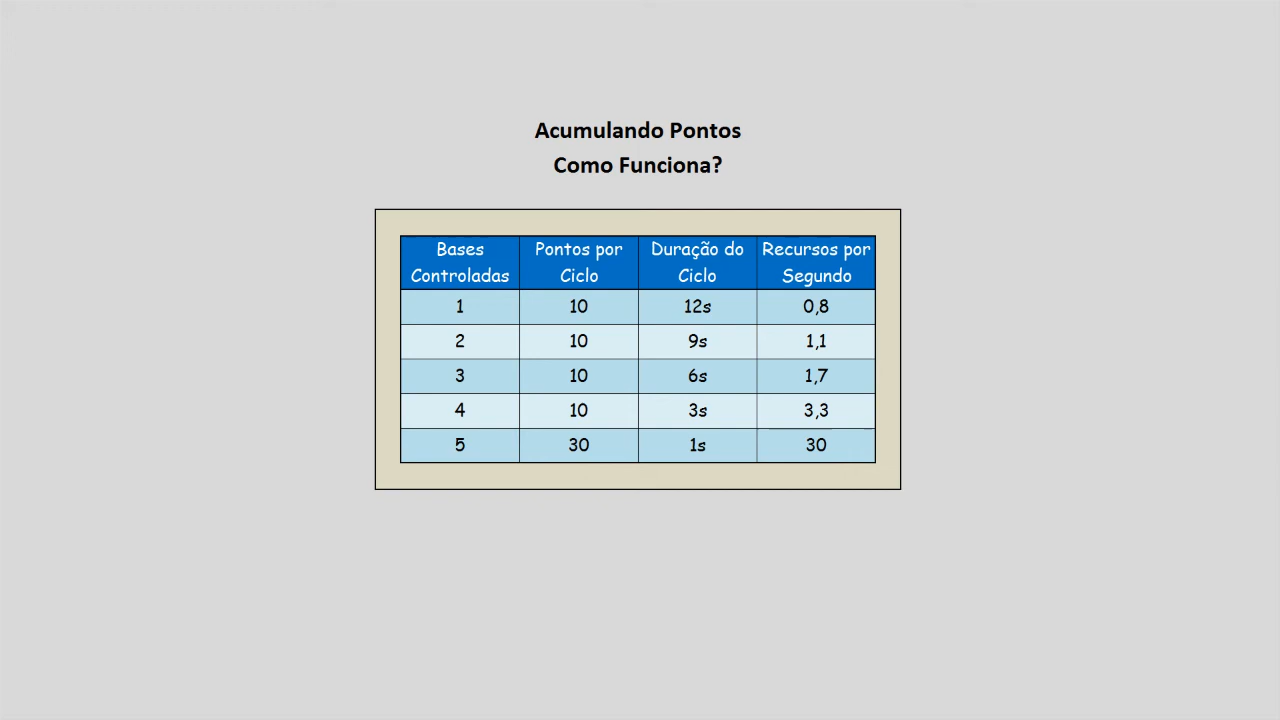 Acumulando Pontos
Como Funciona?
Bases Controladas Pontos por Ciclo Duração do Ciclo Recursos por Segundo
1 10 12s 0,8
2 10 9s 1,1
3 10 6s 1,7
4 10 3s 3,3
5 30 1s 30